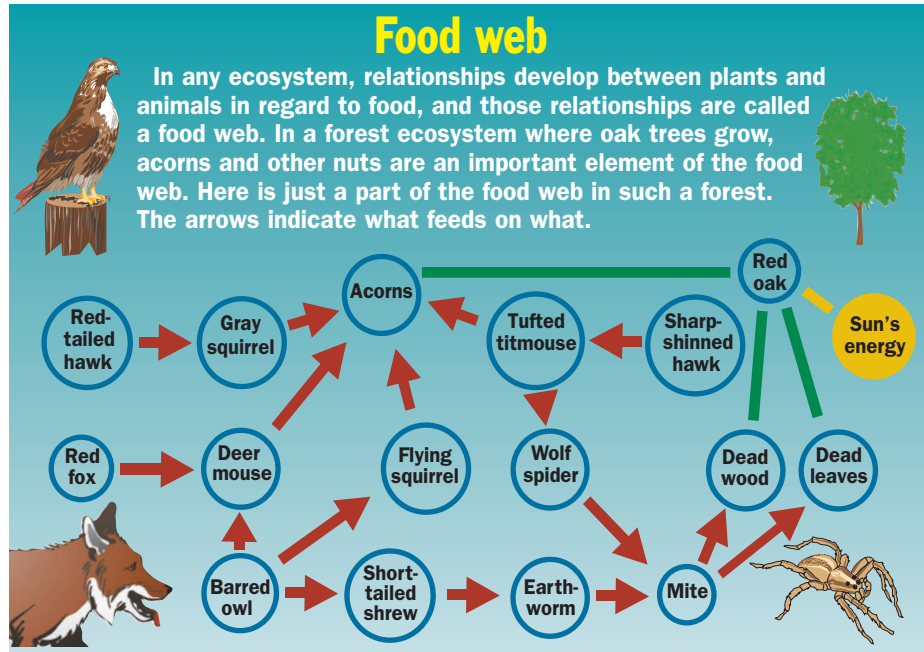 Food web
In any ecosystem, relationships develop between plants and
animals in regard to food, and those relationships are called
a food web. In a forest ecosystem where oak trees grow,
acorns and other nuts are an important element of the food
web. Here is just a part of the food web in such a forest.
The arrows indicate what feeds on what.
Red
oak
Acorns
Red-
tailed
hawk
Gray
squirrel
Tufted
titmouse
Sharp-
shinned
hawk
Sun's
energy
Red
fox
Deer
mouse
Flying
squirrel
Wolf
spider
Dead
wood
Dead
leaves
Barred
owl
Short-
tailed
shrew
Earth-
worm
Mite